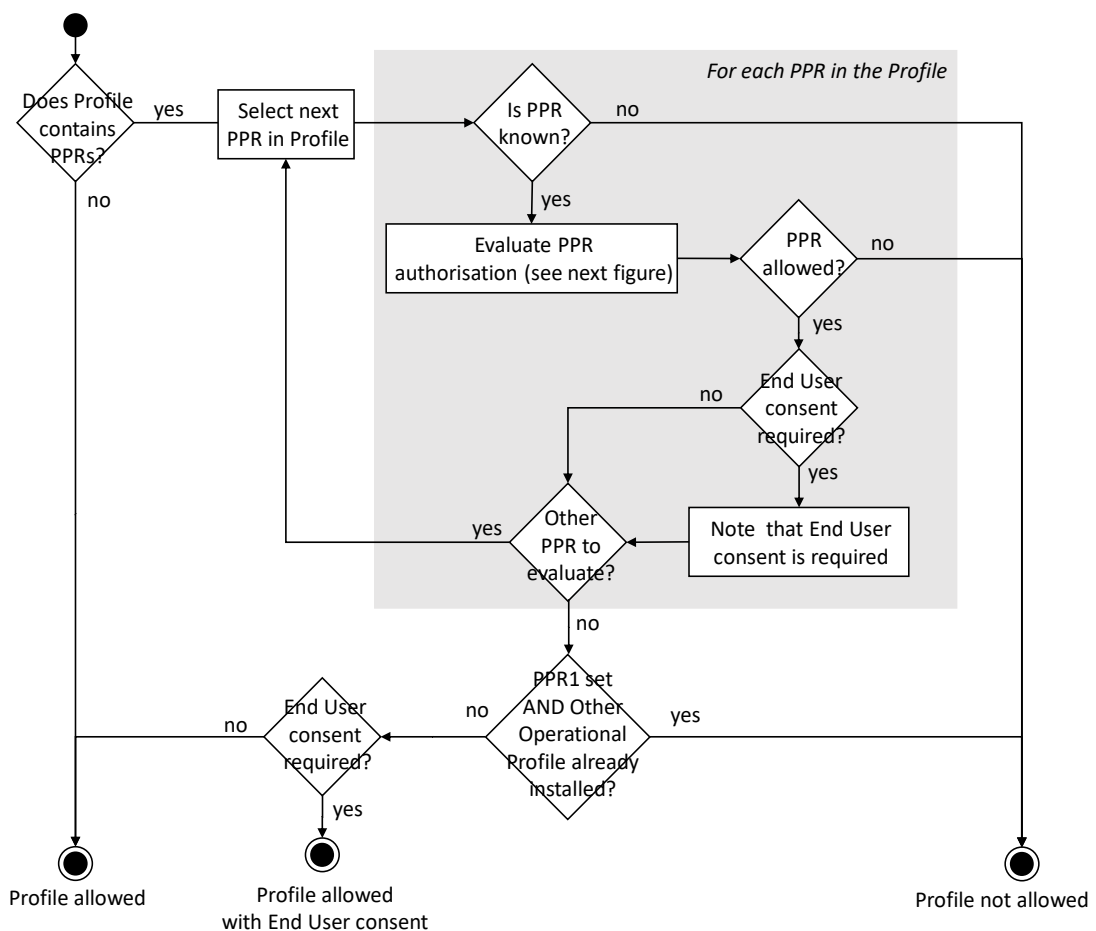 For each PPR in the Profile
Does Profile
contains
PPRs?
yes
no
Select next
PPR in Profile
Is PPR
known?
no
yes
Evaluate PPR
authorisation (see next figure)
PPR
allowed?
no
yes
End User
consent
required?
no
yes
Note that End User
consent is required
Other
PPR to
evaluate?
yes
no
PPR1 set
AND Other
Operational
Profile already
installed?
no
yes
End User
consent
required?
no
yes
Profile allowed
Profile allowed
with End User consent
Profile not allowed